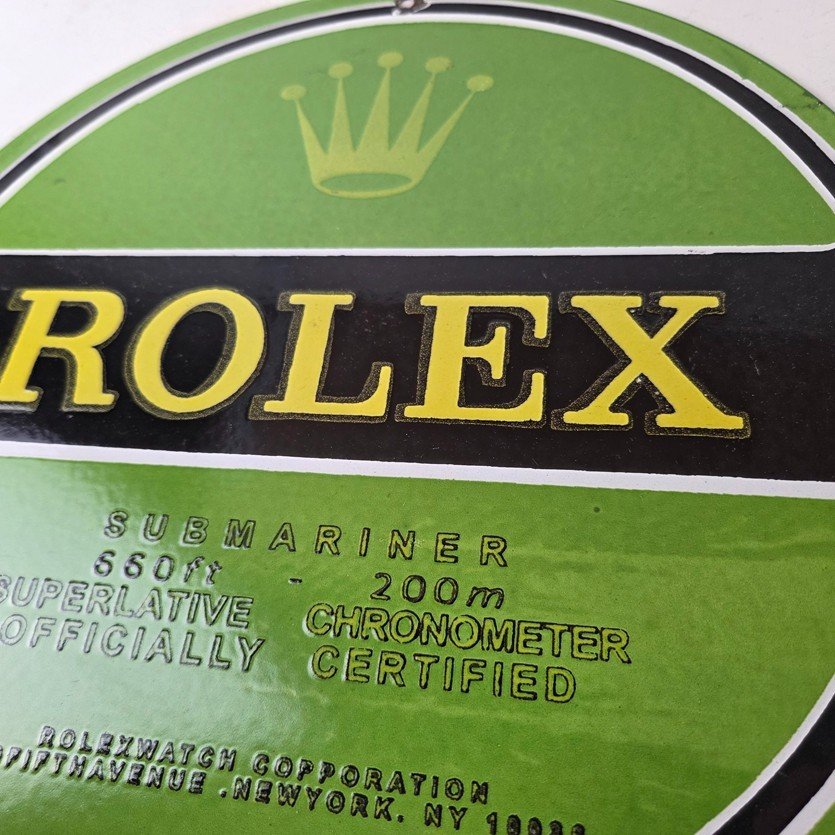 ROLEX
SUBMARINER
660ft - 200m
SUPERLATIVE CHRONOMETER
OFFICIALLY CERTIFIED
ROLEXWATCH COPPORATION
FIFTHAVENUE .NEWYORK. NY